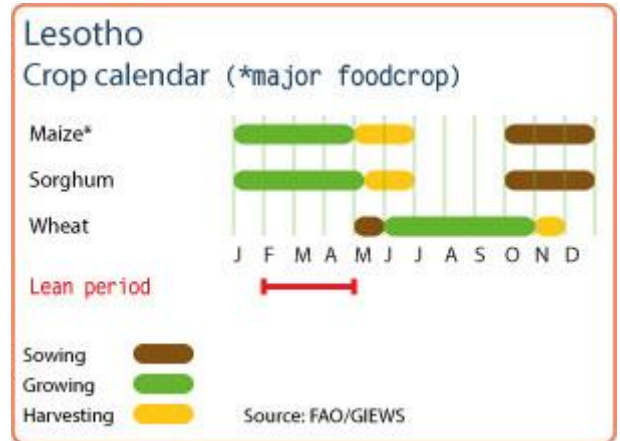 Lesotho
Crop calendar (*major foodcrop)
Maize*
Sorghum
Wheat
J F M A M J J A S O N D
Lean period
Sowing
Growing
Harvesting
Source: FAO/GIEWS